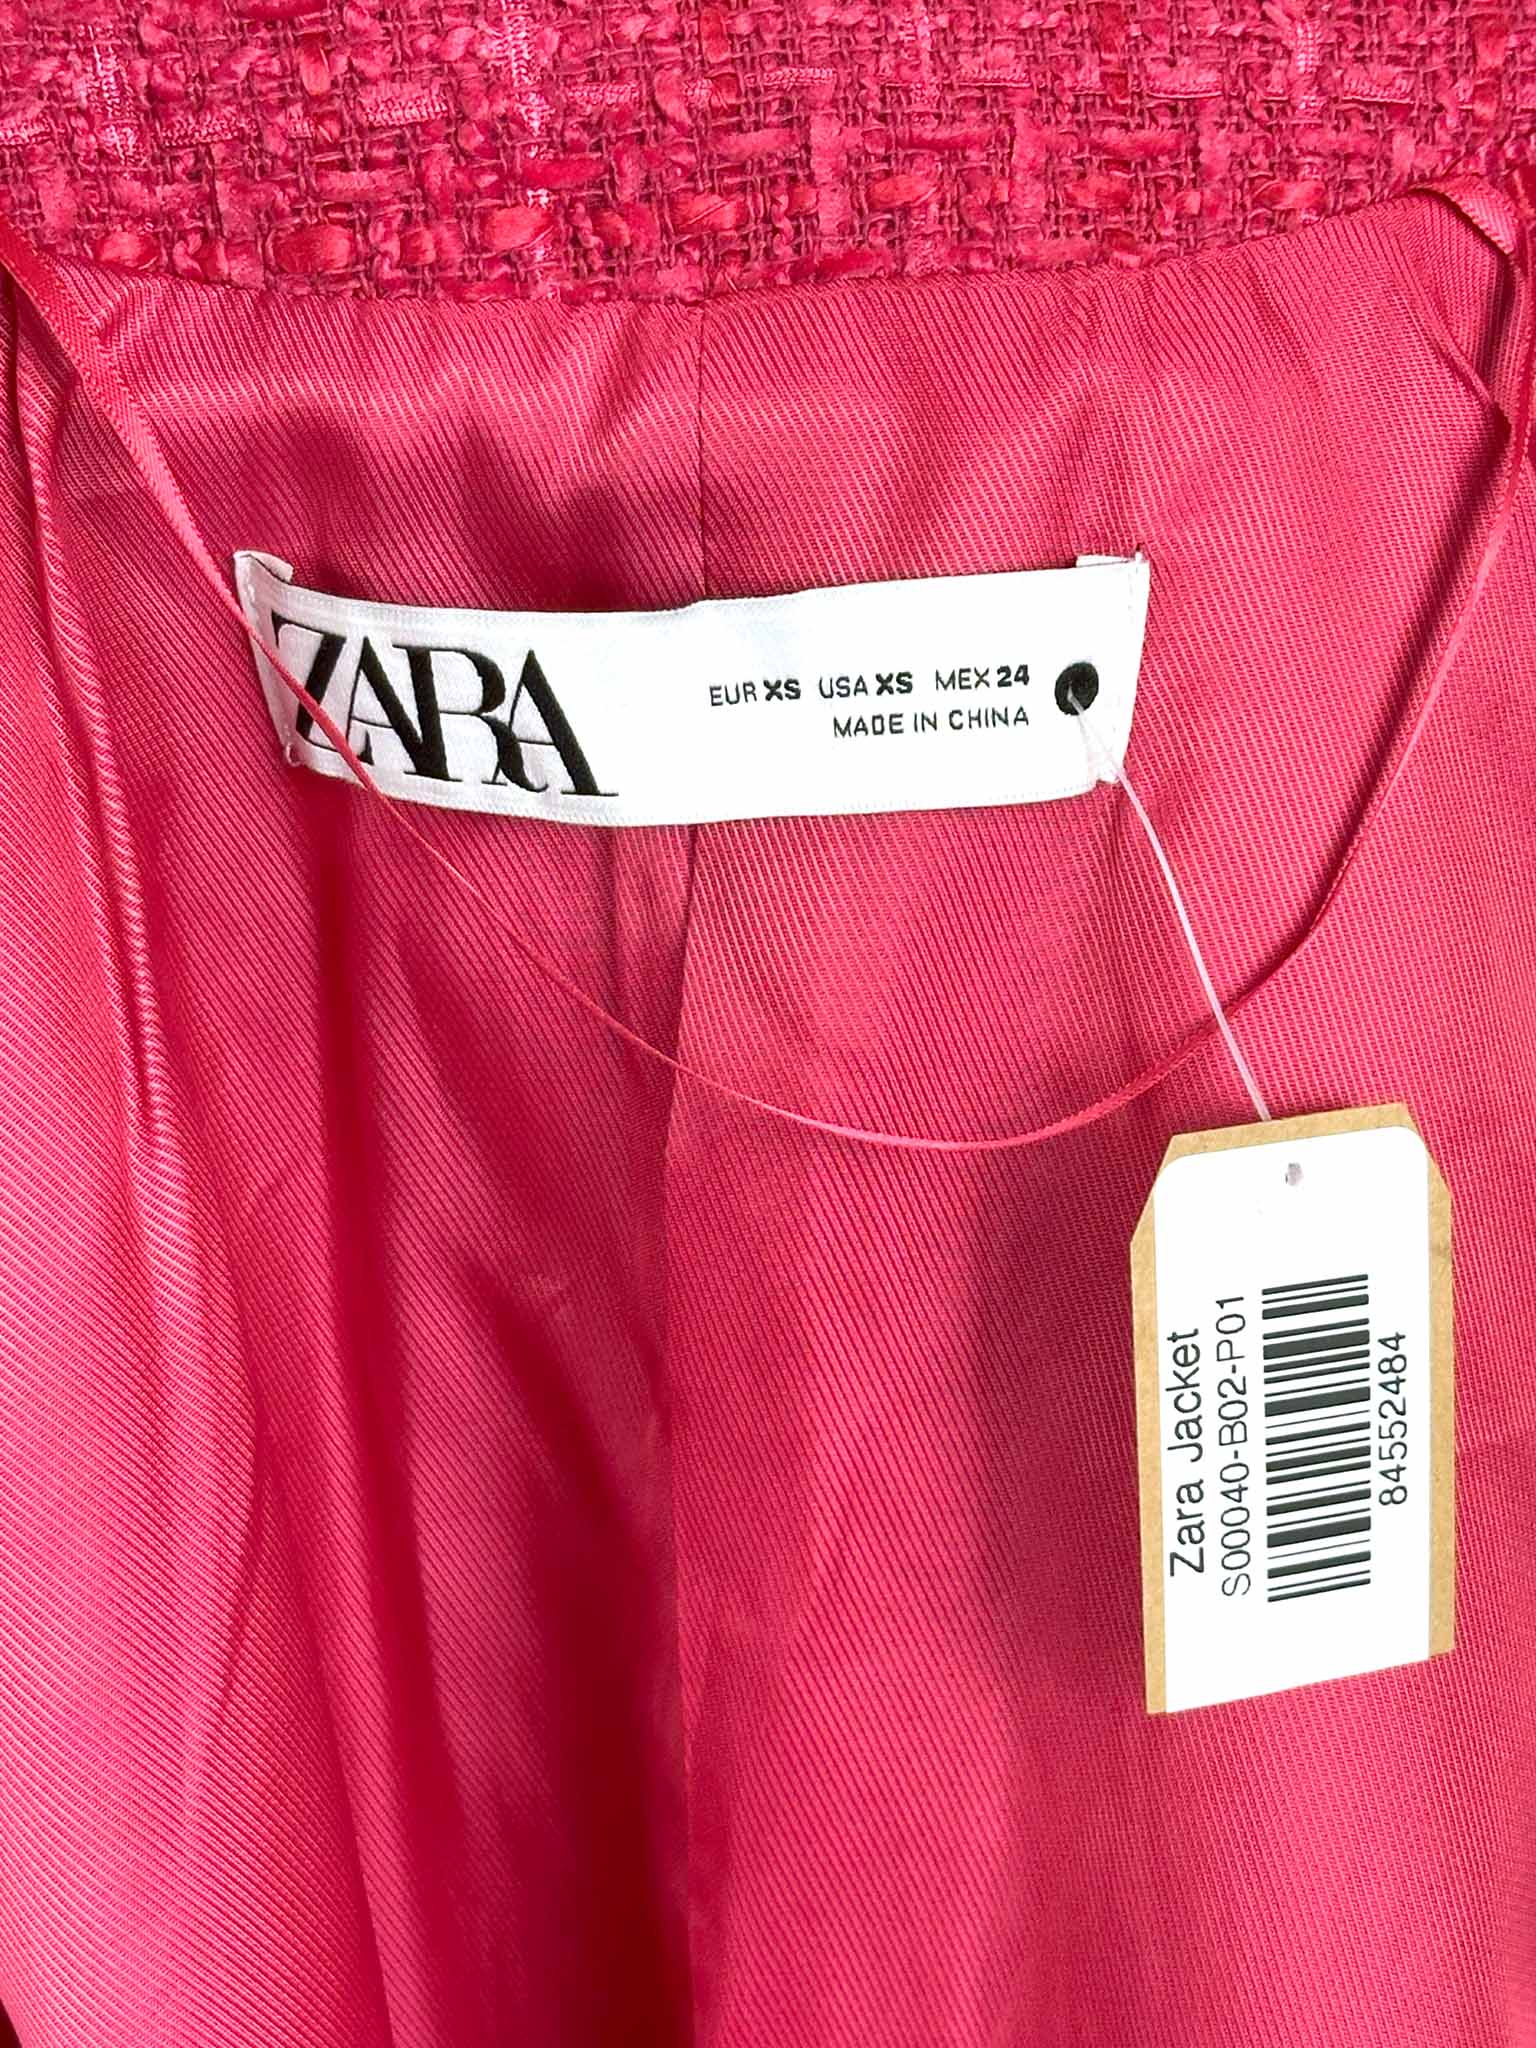 ZARA
EUR XS USA XS MEX 24
MADE IN CHINA
Zara Jacket
S00040-B02-P01
84552484